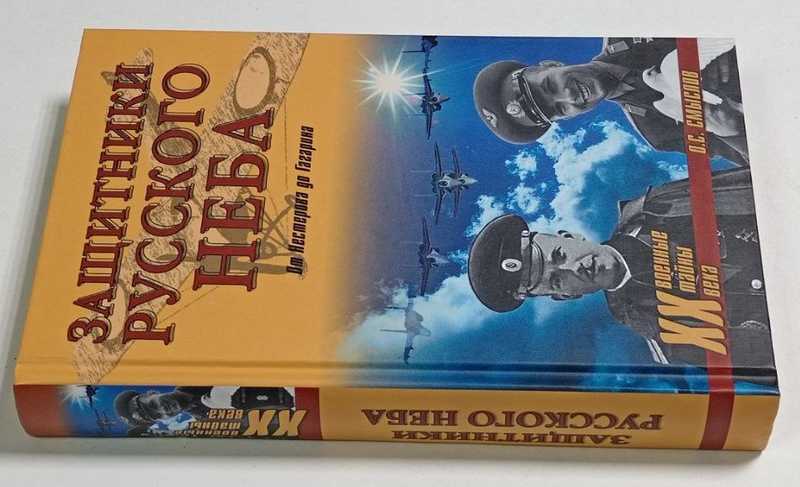 О.С. СМЫСЛОВ
ЗАЩИТНИКИ
РУССКОГО
НЕБА
От Нестерова до Гагарина
военные
тайны
XX века
ЗАЩИТНИКИ
РУССКОГО НЕБА
военные
тайны
XX века